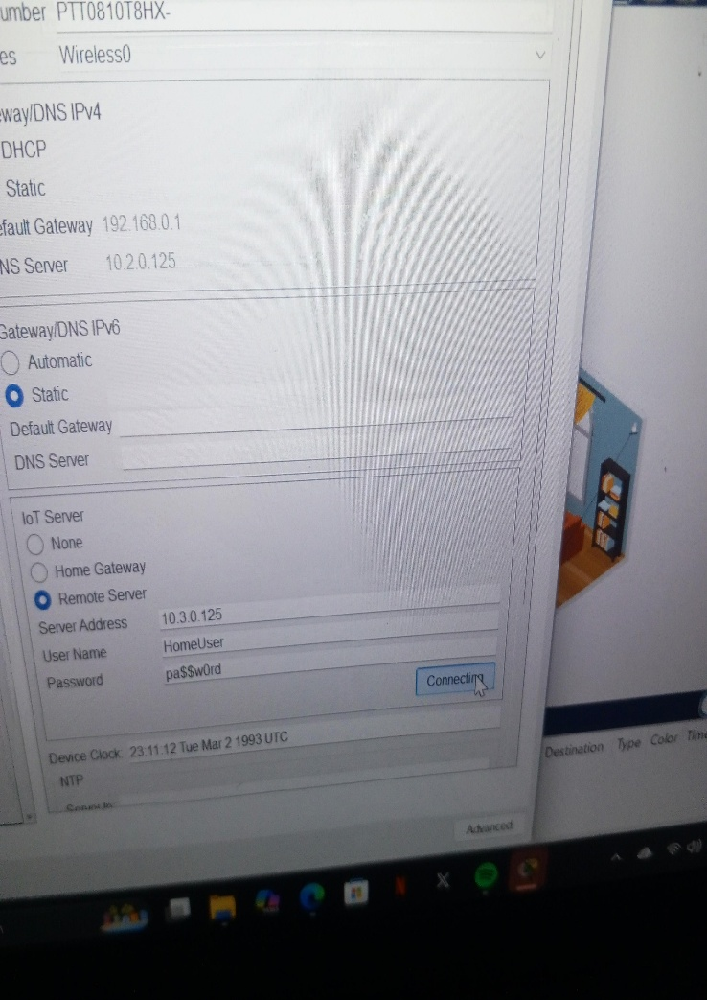 umber PTT0810T8HX-
es Wireless0
way/DNS IPv4
DHCP
Static
efault Gateway 192.168.0.1
NS Server 10.2.0.125
Gateway/DNS IPv6
Automatic
Static
Default Gateway
DNS Server
IoT Server
None
Home Gateway
Remote Server
Server Address 10.3.0.125
User Name HomeUser
Password pa$$w0rd
Connecting
Device Clock: 23:11:12 Tue Mar 2 1993 UTC
NTP
Destination Type Color Time
Advanced